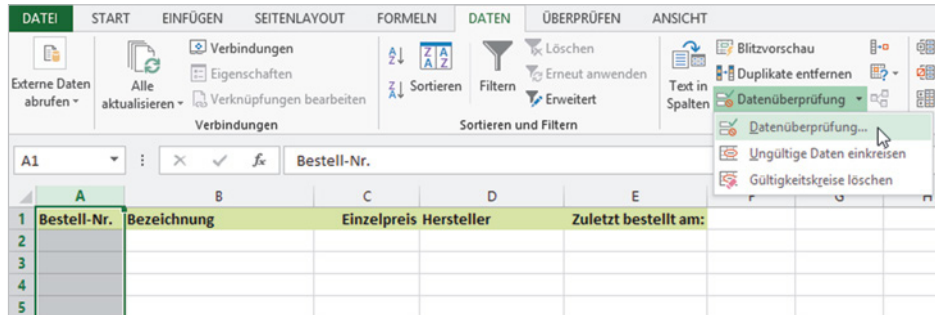 DATEI START EINFÜGEN SEITENLAYOUT FORMELN DATEN ÜBERPRÜFEN ANSICHT
Externe Daten
abrufen
Alle
aktualisieren
Verbindungen
Eigenschaften
Verknüpfungen bearbeiten
Verbindungen
Sortieren
Filtern
Löschen
Erneut anwenden
Erweitert
Sortieren und Filtern
Text in
Spalten
Blitzvorschau
Duplikate entfernen
Datenüberprüfung
Datenüberprüfung...
Ungültige Daten einkreisen
Gültigkeitskreise löschen
A1 fx Bestell-Nr.
A B C D E F G H
1 Bestell-Nr. Bezeichnung Einzelpreis Hersteller Zuletzt bestellt am:
2
3
4
5